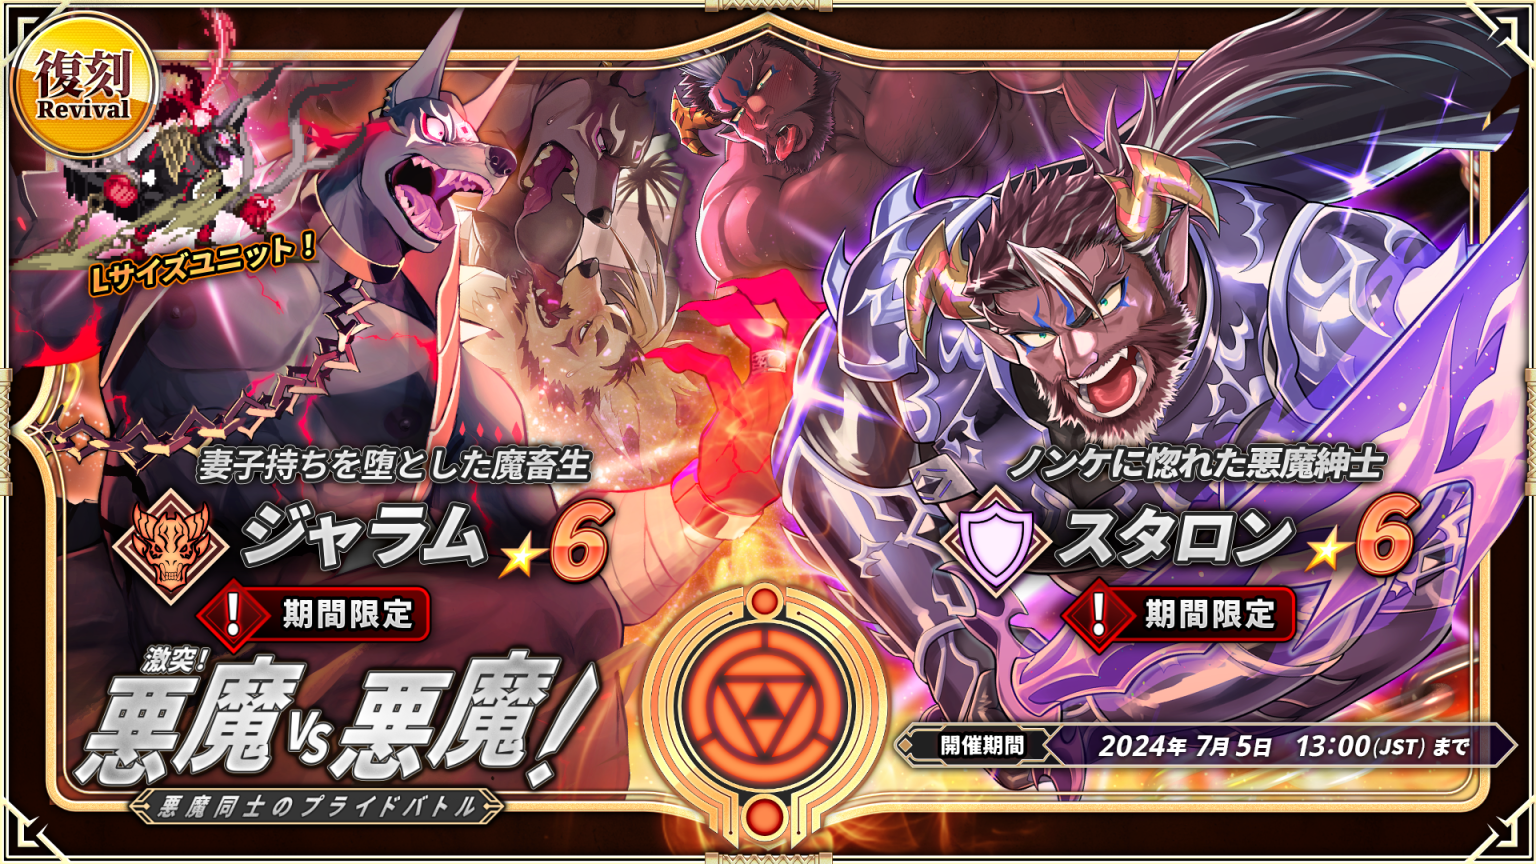 復刻
Revival
Lサイズユニット!
妻子持ちを堕とした魔畜生
ジャラム ★6
! 期間限定
ノンケに惚れた悪魔紳士
スタロン ★6
! 期間限定
激突!
悪魔vs悪魔!
悪魔同士のプライドバトル
開催期間 2024年 7月 5日 13:00(JST) まで